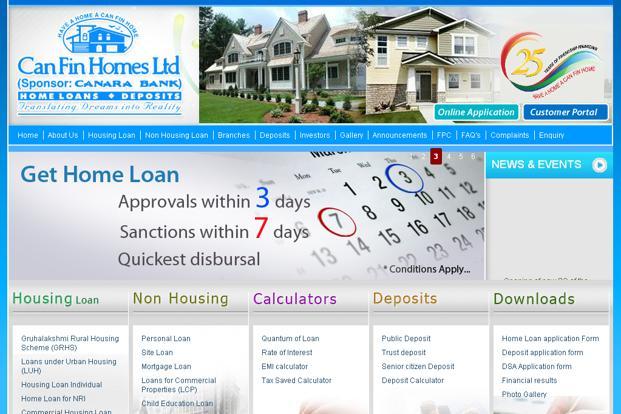 HAVE A HOME A CAN FIN HOME
Can Fin Homes Ltd
(Sponsor: CANARA BANK)
HOME LOANS + DEPOSITS
Translating Dreams into Reality
25
HAVE A HOME A CAN FIN HOME
Online Application
Customer Portal
Home | About Us | Housing Loan | Non Housing Loan | Branches | Deposits | Investors | Gallery | Announcements | FPC | FAQ's | Complaints | Enquiry
2 3 4 5 6
Get Home Loan
Approvals within 3 days
Sanctions within 7 days
Quickest disbursal
*Conditions Apply...
NEWS & EVENTS
Housing Loan
Gruhalakshmi Rural Housing
Scheme (GRHS)
Loans under Urban Housing
(LUH)
Housing Loan Individual
Home Loan for NRI
Commercial Housing Loan
Non Housing
Personal Loan
Site Loan
Mortgage Loan
Loans for Commercial
Properties (LCP)
Child Education Loan
Calculators
Quantum of Loan
Rate of Interest
EMI calculator
Tax Saved Calculator
Deposits
Public Deposit
Trust deposit
Senior citizen Deposit
Deposit Calculator
Downloads
Home Loan application Form
Deposit application form
DSA Application form
Financial results
Photo Gallery